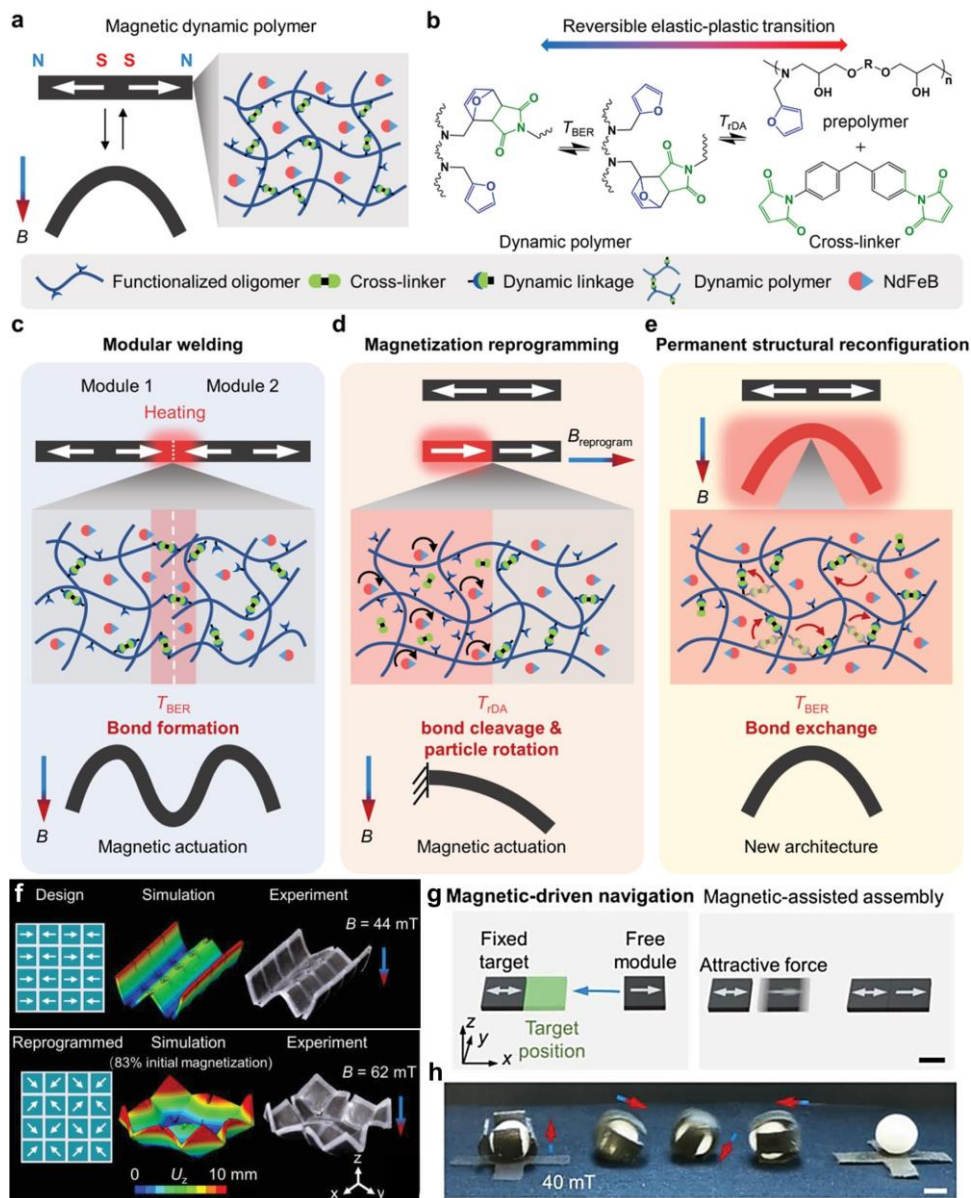 a
Magnetic dynamic polymer
N S S N
B
b
Reversible elastic-plastic transition
T_BER
T_rDA
N
O
R
O
n
OH
OH
O
prepolymer
+
Dynamic polymer
Cross-linker
Functionalized oligomer
Cross-linker
Dynamic linkage
Dynamic polymer
NdFeB
c
Modular welding
Module 1
Module 2
Heating
T_BER
Bond formation
B
Magnetic actuation
d
Magnetization reprogramming
B_reprogram
T_rDA
bond cleavage &
particle rotation
B
Magnetic actuation
e
Permanent structural reconfiguration
B
T_BER
Bond exchange
New architecture
f
Design
Simulation
Experiment
B = 44 mT
Reprogrammed
Simulation
(83% initial magnetization)
Experiment
B = 62 mT
0 U_z 10 mm
z
x y
g
Magnetic-driven navigation
Magnetic-assisted assembly
Fixed
target
Free
module
Target
position
z
y
x
Attractive force
h
40 mT